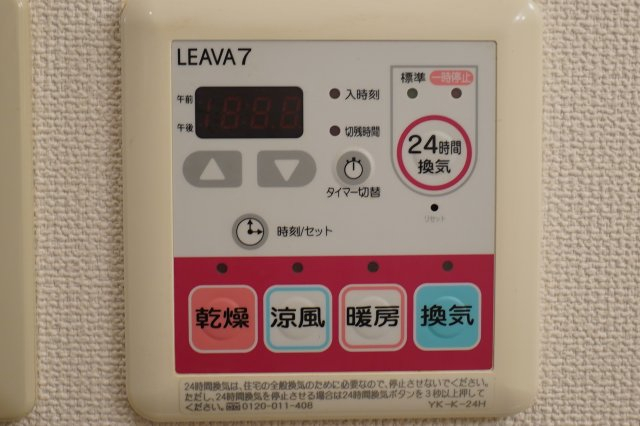 LEAVA 7
午前
午後
入時刻
切残時間
タイマー切替
時刻/セット
標準
一時停止
24時間
換気
リセット
乾燥
涼風
暖房
換気
24時間換気は、住宅の全般換気のために必要なので、停止させないでください。
ただし、24時間換気を停止させる場合は24時間換気ボタンを3秒以上押して
ください。 0120-011-408
YK-K-24H